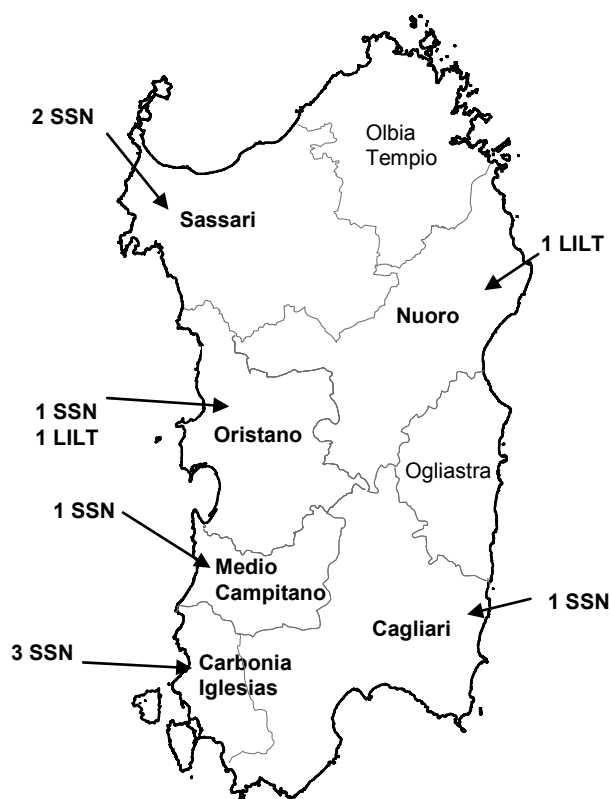 2 SSN
Olbia
Tempio
Sassari
1 LILT
Nuoro
1 SSN
1 LILT
Oristano
Ogliastra
1 SSN
Medio
Campitano
1 SSN
Cagliari
3 SSN
Carbonia
Iglesias